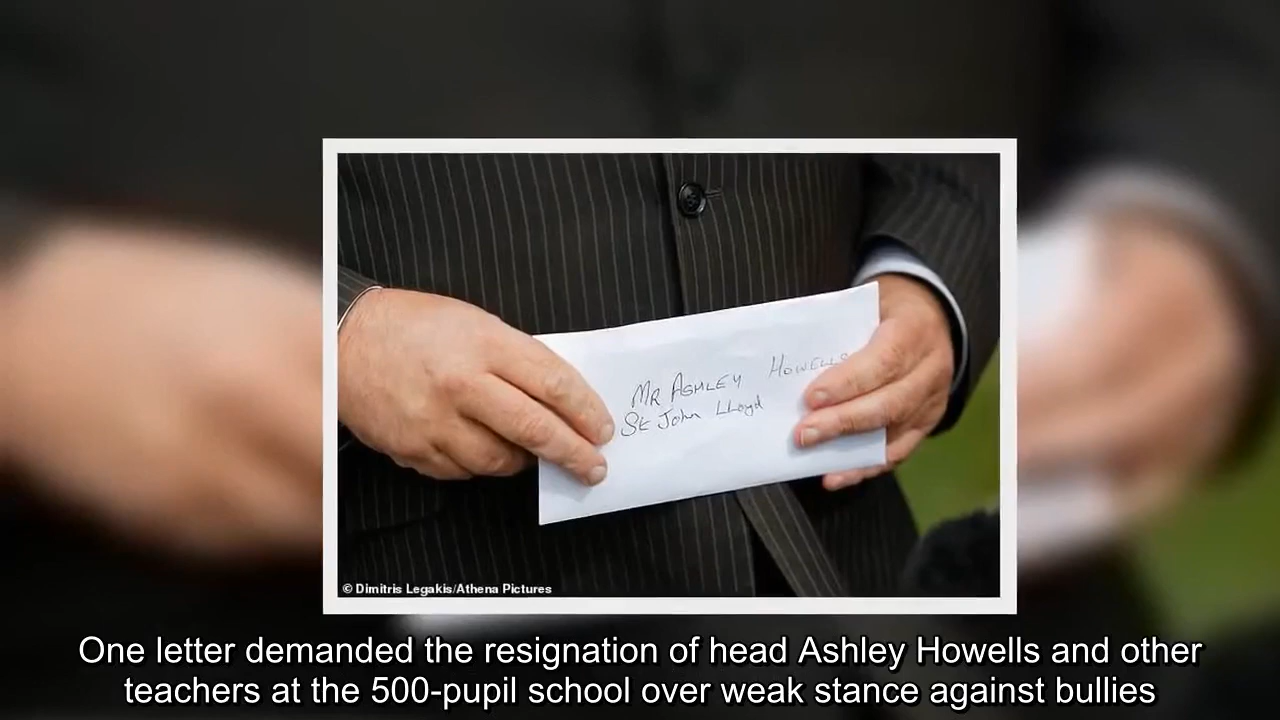 MR ASHLEY HOWELLS
St John Lloyd
© Dimitris Legakis/Athena Pictures
One letter demanded the resignation of head Ashley Howells and other
teachers at the 500-pupil school over weak stance against bullies